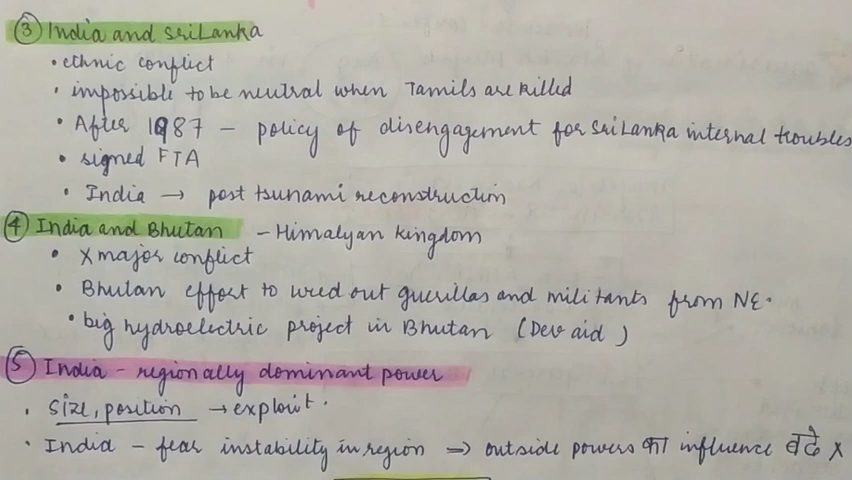 ③ India and SriLanka
• ethnic conflict
• impossible to be neutral when Tamils are killed
• After 1987 – policy of disengagement for SriLanka internal troubles
• signed FTA
• India → post tsunami reconstruction
④ India and Bhutan – Himalyan kingdom
• X major conflict
• Bhutan effort to weed out guerillas and militants from NE.
• big hydroelectric project in Bhutan (Dev aid)
⑤ India – regionally dominant power
• Size, position → exploit.
• India – fear instability in region ⇒ outside powers का influence बढ़े X